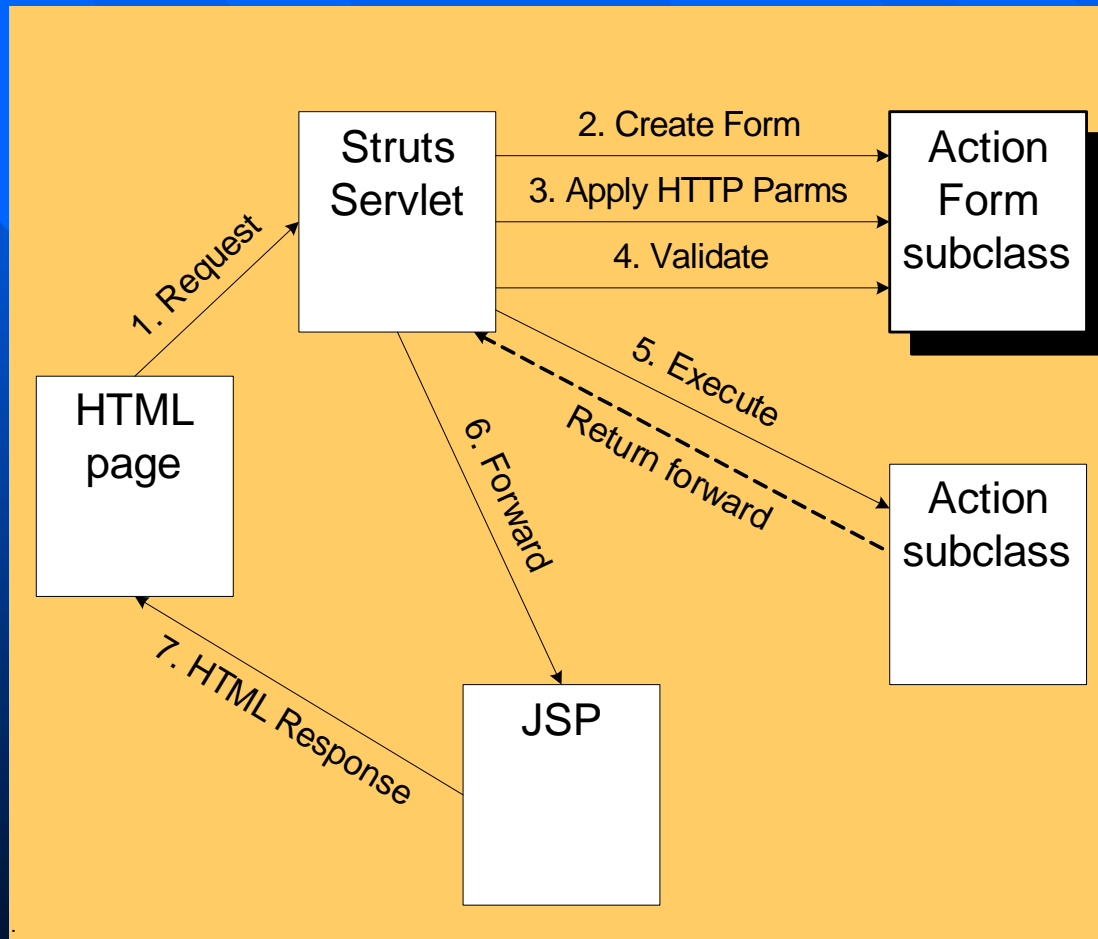 Struts
Servlet
2. Create Form
3. Apply HTTP Parms
4. Validate
Action
Form
subclass
1. Request
5. Execute
Return forward
6. Forward
HTML
page
Action
subclass
7. HTML Response
JSP
.